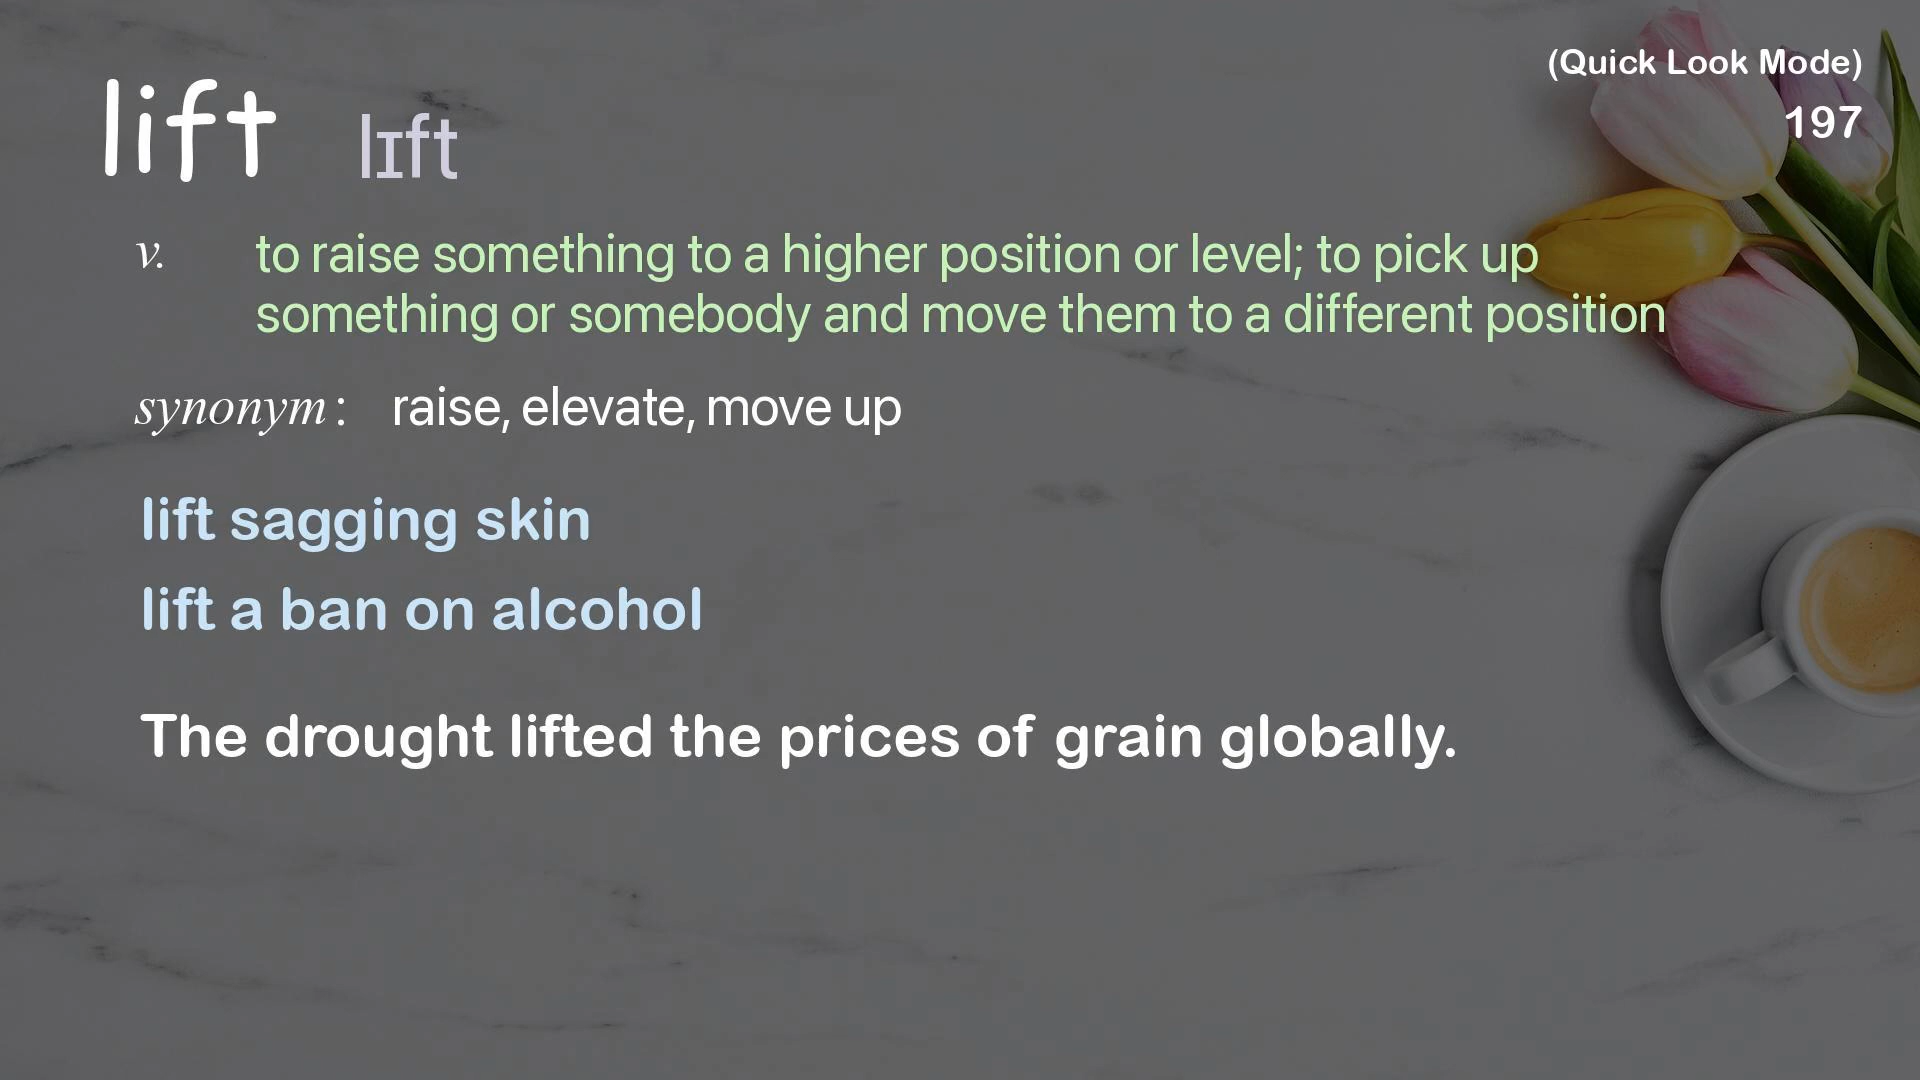 (Quick Look Mode)
197
lift lɪft
v. to raise something to a higher position or level; to pick up
something or somebody and move them to a different position
synonym : raise, elevate, move up
lift sagging skin
lift a ban on alcohol
The drought lifted the prices of grain globally.